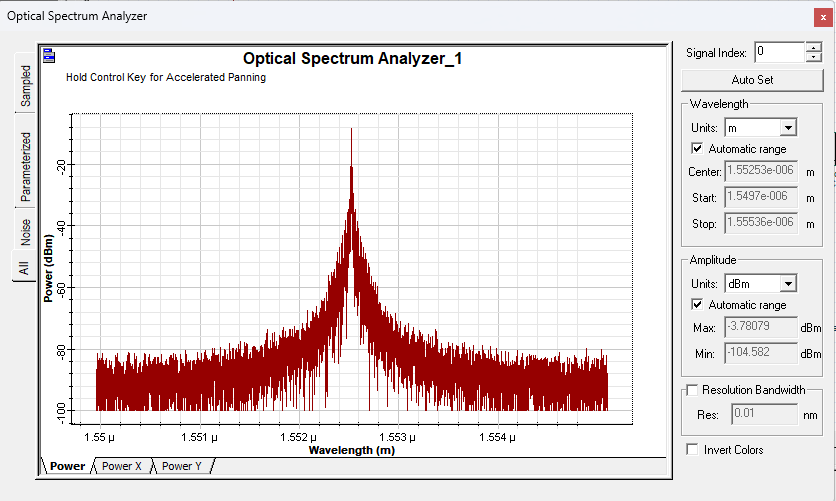 Optical Spectrum Analyzer
x
Sampled
Parameterized
Noise
All
Optical Spectrum Analyzer_1
Hold Control Key for Accelerated Panning
Power (dBm)
-20
-40
-60
-80
-100
1.55 µ
1.551 µ
1.552 µ
1.553 µ
1.554 µ
Wavelength (m)
Power
Power X
Power Y
Signal Index: 0
Auto Set
Wavelength
Units: m
Automatic range
Center: 1.55253e-006 m
Start: 1.5497e-006 m
Stop: 1.55536e-006 m
Amplitude
Units: dBm
Automatic range
Max: -3.78079 dBm
Min: -104.582 dBm
Resolution Bandwidth
Res: 0.01 nm
Invert Colors